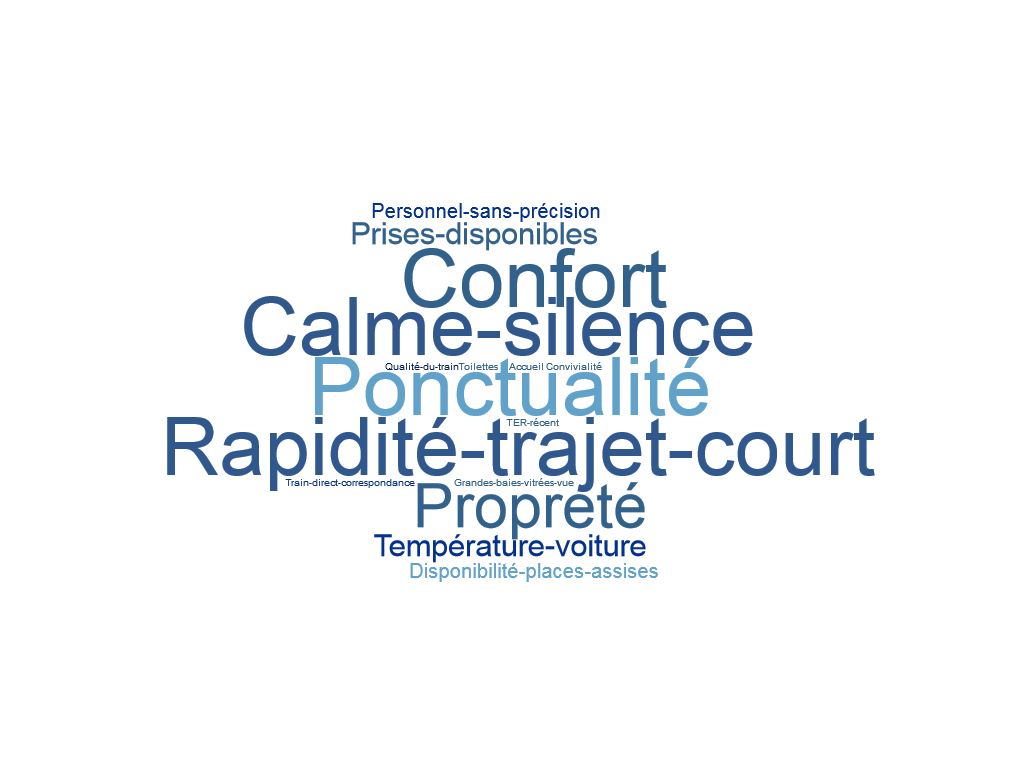 Personnel-sans-précision
Prises-disponibles
Confort
Calme-silence
Qualité-du-train Toilettes Accueil Convivialité
Ponctualité
TER-récent
Rapidité-trajet-court
Train-direct-correspondance Grandes-baies-vitrées-vue
Propreté
Température-voiture
Disponibilité-places-assises